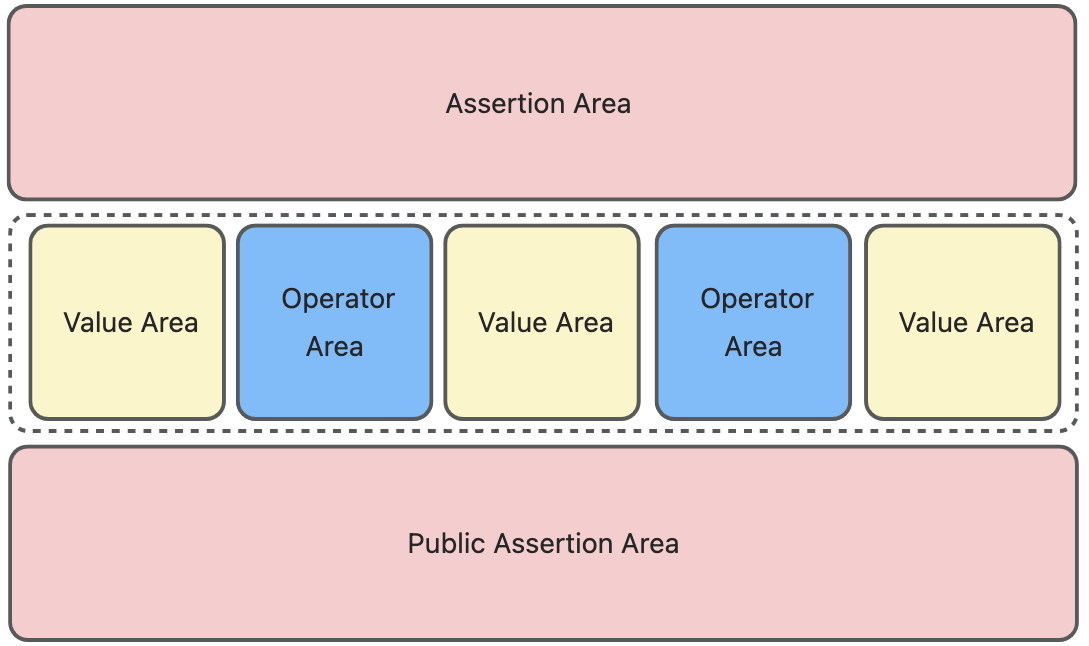 Assertion Area
Value Area
Operator
Area
Value Area
Operator
Area
Value Area
Public Assertion Area